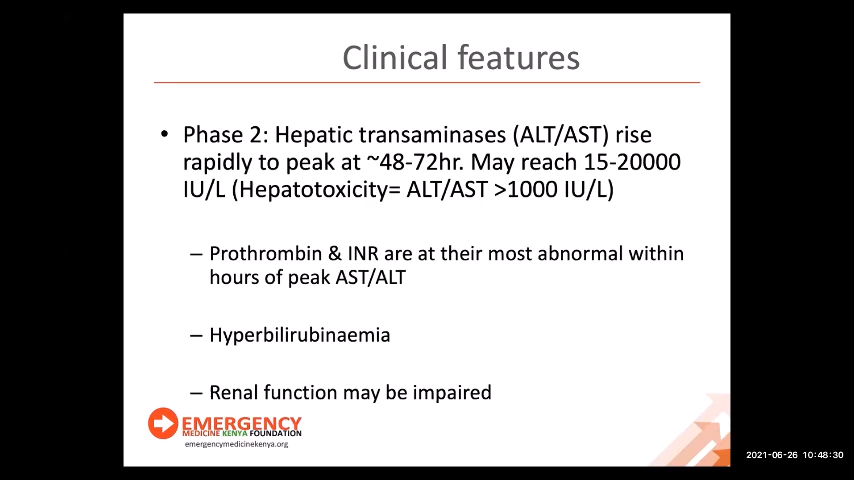 Clinical features
• Phase 2: Hepatic transaminases (ALT/AST) rise
rapidly to peak at ~48-72hr. May reach 15-20000
IU/L (Hepatotoxicity= ALT/AST >1000 IU/L)
– Prothrombin & INR are at their most abnormal within
hours of peak AST/ALT
– Hyperbilirubinaemia
– Renal function may be impaired
EMERGENCY
MEDICINE KENYA FOUNDATION
emergencymedicinekenya.org
2021-06-26 10:48:30